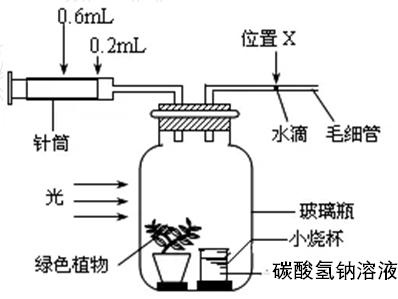 0.6mL
0.2mL
位置 X
针筒
水滴
毛细管
光
玻璃瓶
小烧杯
绿色植物
碳酸氢钠溶液